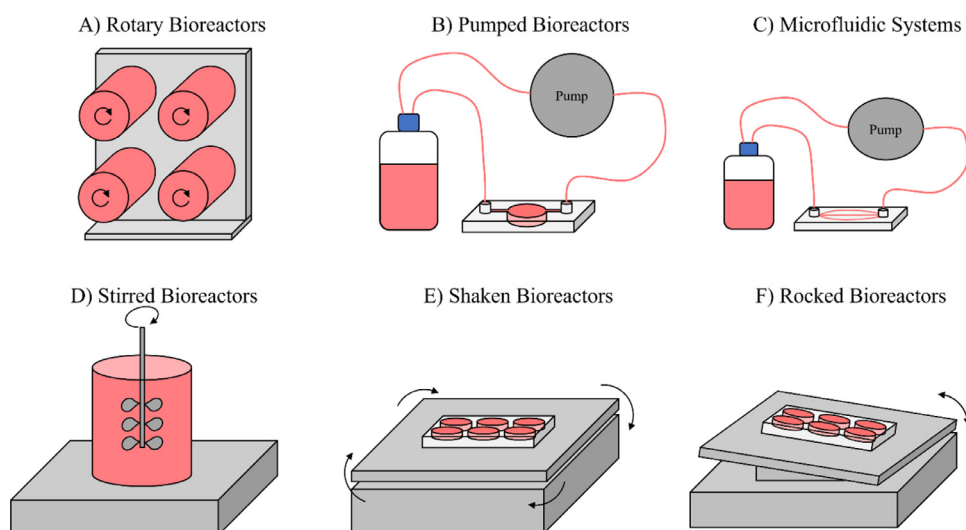 A) Rotary Bioreactors
B) Pumped Bioreactors
C) Microfluidic Systems
Pump
Pump
D) Stirred Bioreactors
E) Shaken Bioreactors
F) Rocked Bioreactors